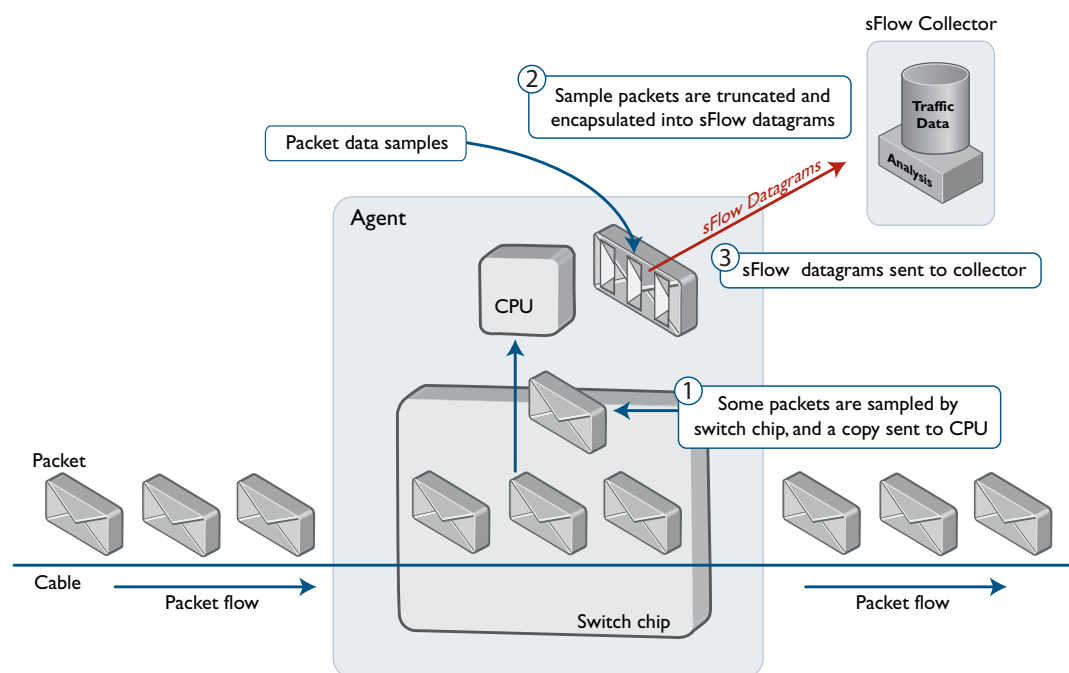 sFlow Collector
2
Sample packets are truncated and
encapsulated into sFlow datagrams
Traffic
Data
Analysis
Packet data samples
sFlow Datagrams
Agent
3
sFlow datagrams sent to collector
CPU
1
Some packets are sampled by
switch chip, and a copy sent to CPU
Packet
Cable
Packet flow
Packet flow
Switch chip